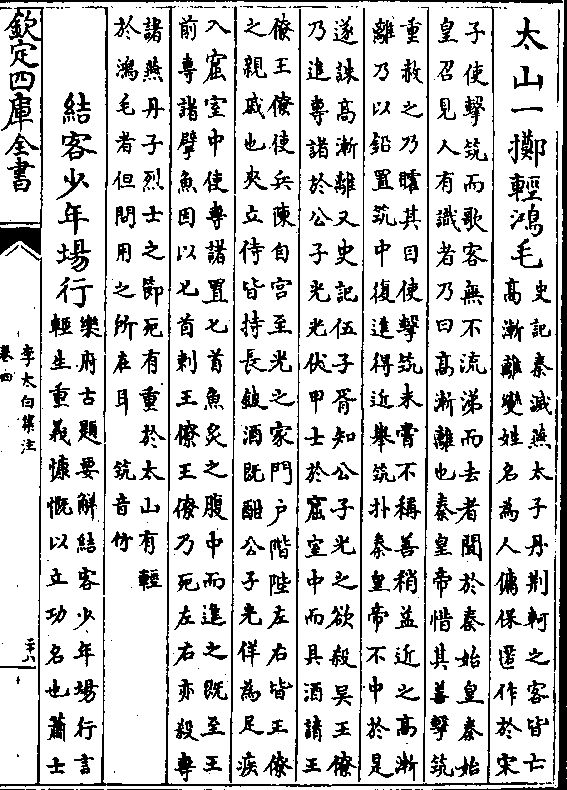 太山一擲輕鴻毛
史記秦滅燕太子丹荊軻之客皆亡
高漸離變姓名為人傭保匿作於宋
子使擊筑而歌客無不流涕而去者聞於秦始皇秦始
皇召見人有識者乃曰高漸離也秦皇帝惜其善擊筑
重赦之乃矐其目使擊筑未嘗不稱善稍益近之高漸
離乃以鉛置筑中復進得近舉筑扑秦皇帝不中於是
遂誅高漸離又史記伍子胥知公子光之欲殺吳王僚
乃進專諸於公子光光伏甲士於窟室中而具酒請王
僚王僚使兵陳自宮至光之家門户階陛左右皆王僚
之親戚也夾立侍皆持長鈹酒既酣公子光佯為足疾
入窟室中使專諸置匕首魚炙之腹中而進之既至王
前專諸擘魚因以匕首刺王僚王僚乃死左右亦殺專
諸燕丹子烈士之節死有重於太山有輕
於鴻毛者但問用之所在耳 筑音竹
結客少年場行
樂府古題要解結客少年場行言
輕生重義慷慨以立功名也蕭士
欽定四庫全書
李太白集注
卷四
二十八